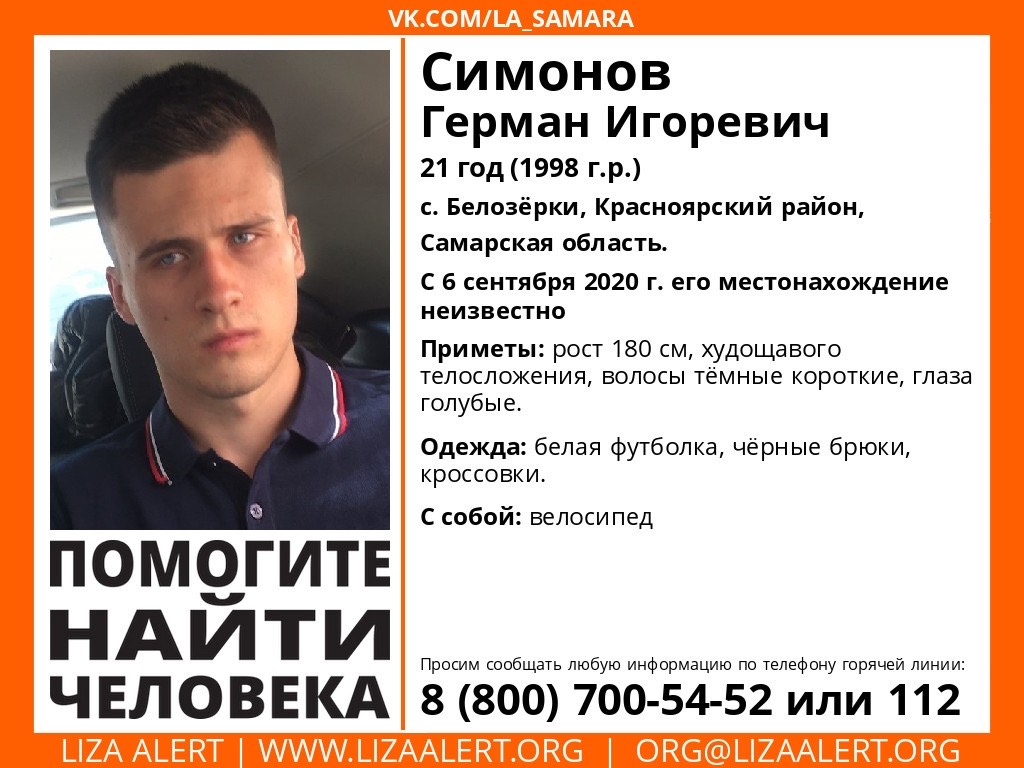 VK.COM/LA_SAMARA
Симонов
Герман Игоревич
21 год (1998 г.р.)
с. Белозёрки, Красноярский район,
Самарская область.
С 6 сентября 2020 г. его местонахождение
неизвестно
Приметы: рост 180 см, худощавого
телосложения, волосы тёмные короткие, глаза
голубые.
Одежда: белая футболка, чёрные брюки,
кроссовки.
С собой: велосипед
ПОМОГИТЕ
НАЙТИ
ЧЕЛОВЕКА
Просим сообщать любую информацию по телефону горячей линии:
8 (800) 700-54-52 или 112
LIZA ALERT | WWW.LIZAALERT.ORG | ORG@LIZAALERT.ORG